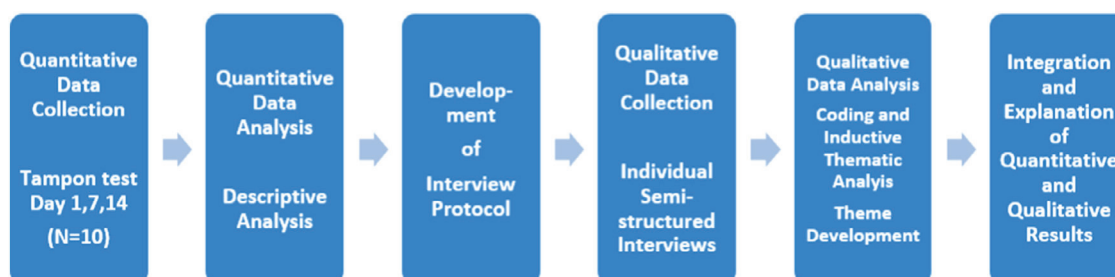 Quantitative
Data
Collection
Tampon test
Day 1,7,14
(N=10)
Quantitative
Data
Analysis
Descriptive
Analysis
Develop-
ment
of
Interview
Protocol
Qualitative
Data
Collection
Individual
Semi-
structured
Interviews
Qualitative
Data Analysis
Coding and
Inductive
Thematic
Analyis
Theme
Development
Integration
and
Explanation
of
Quantitative
and
Qualitative
Results